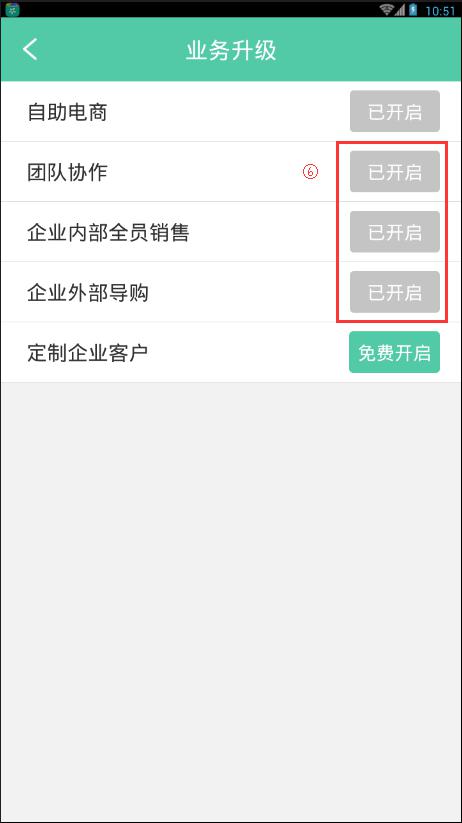 10:51
业务升级
自助电商 已开启
团队协作 ⑥ 已开启
企业内部全员销售 已开启
企业外部导购 已开启
定制企业客户 免费开启